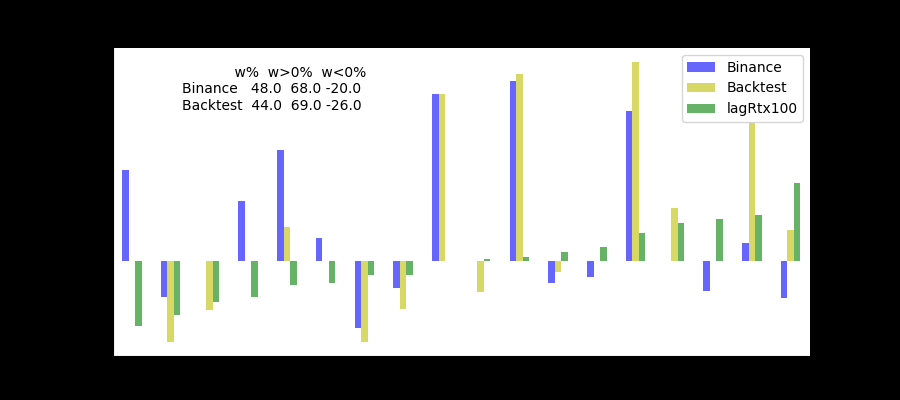 w%  w>0%  w<0%
Binance   48.0  68.0 -20.0
Backtest  44.0  69.0 -26.0
Binance
Backtest
lagRtx100